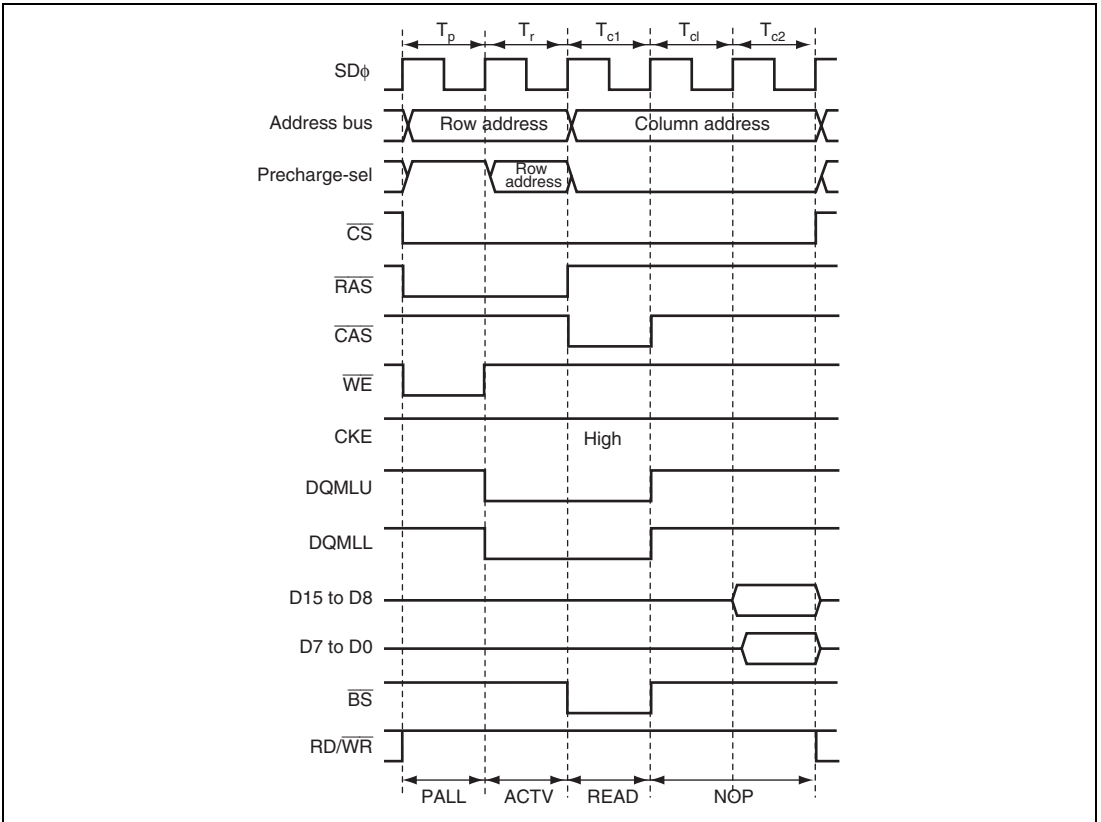 Tp Tr Tc1 Tcl Tc2
SDϕ
Address bus Row address Column address
Precharge-sel Row address
CS
RAS
CAS
WE
CKE High
DQMLU
DQMLL
D15 to D8
D7 to D0
BS
RD/WR
PALL ACTV READ NOP